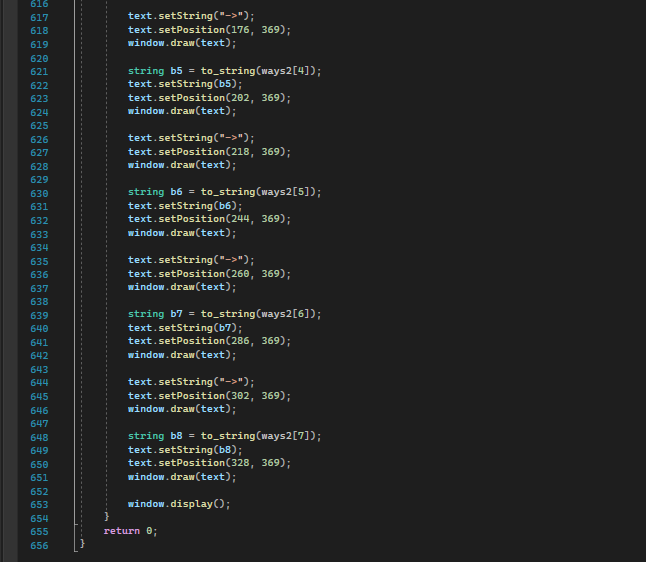 616
617 text.setString("->");
618 text.setPosition(176, 369);
619 window.draw(text);
620
621 string b5 = to_string(ways2[4]);
622 text.setString(b5);
623 text.setPosition(202, 369);
624 window.draw(text);
625
626 text.setString("->");
627 text.setPosition(218, 369);
628 window.draw(text);
629
630 string b6 = to_string(ways2[5]);
631 text.setString(b6);
632 text.setPosition(244, 369);
633 window.draw(text);
634
635 text.setString("->");
636 text.setPosition(260, 369);
637 window.draw(text);
638
639 string b7 = to_string(ways2[6]);
640 text.setString(b7);
641 text.setPosition(286, 369);
642 window.draw(text);
643
644 text.setString("->");
645 text.setPosition(302, 369);
646 window.draw(text);
647
648 string b8 = to_string(ways2[7]);
649 text.setString(b8);
650 text.setPosition(328, 369);
651 window.draw(text);
652
653 window.display();
654 }
655 return 0;
656 }